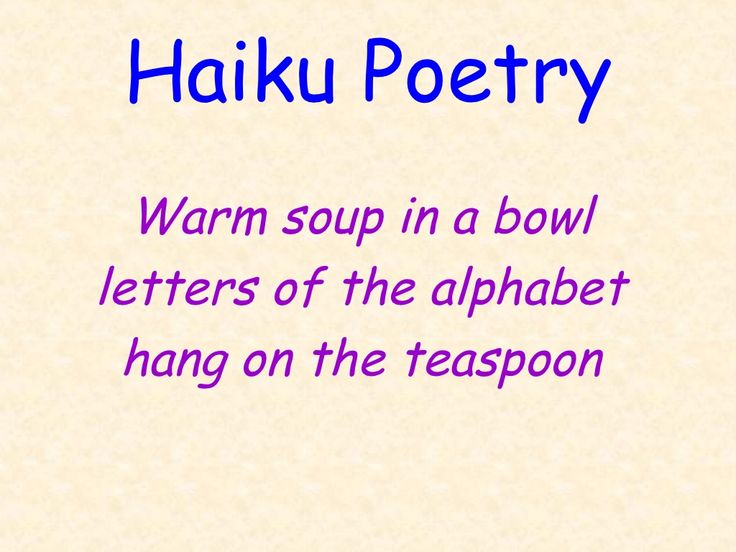 Haiku Poetry
Warm soup in a bowl
letters of the alphabet
hang on the teaspoon